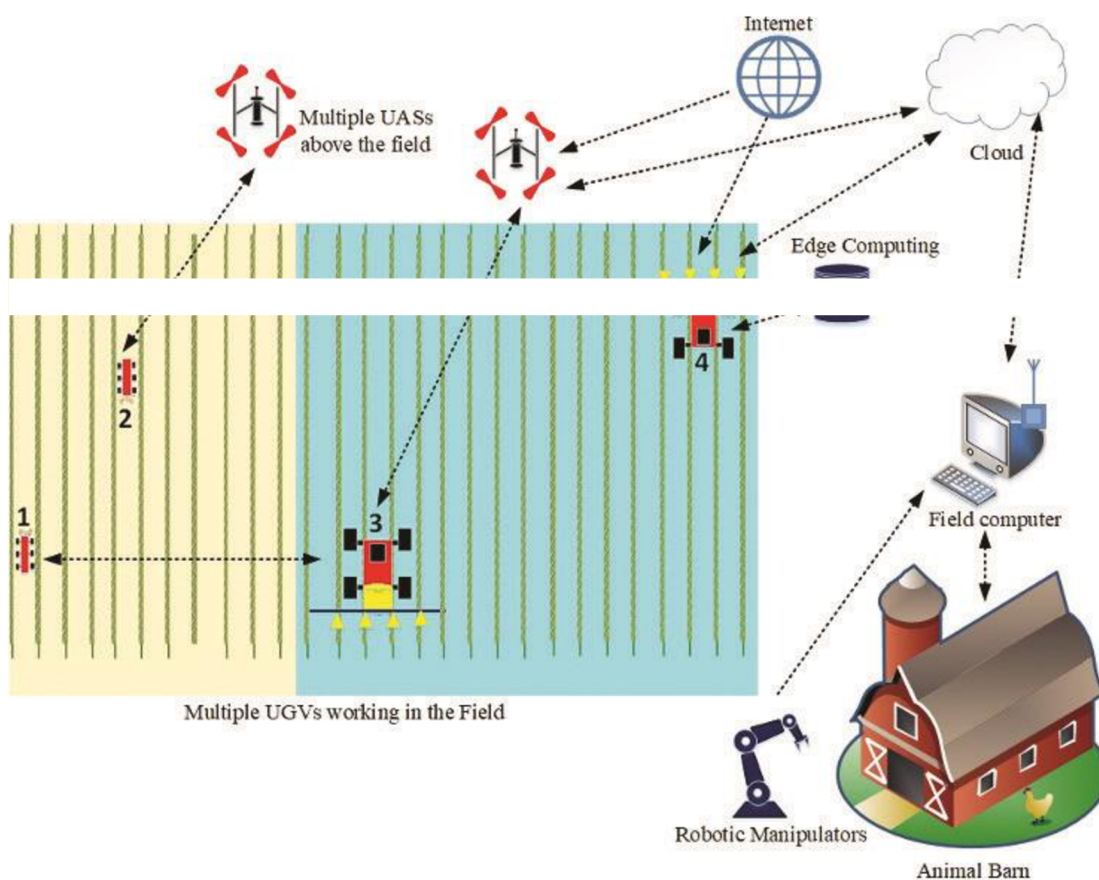 Internet
Multiple UASs
above the field
Cloud
Edge Computing
4
2
1
3
Field computer
Multiple UGVs working in the Field
Robotic Manipulators
Animal Barn